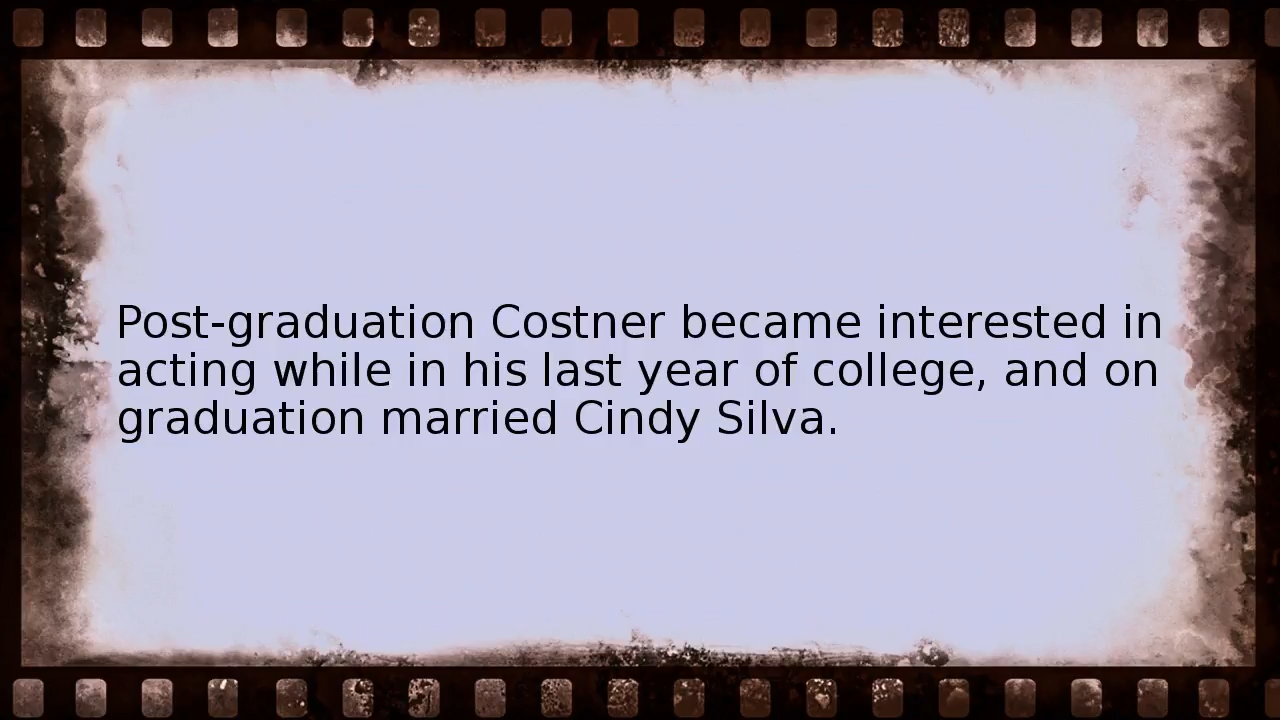 Post-graduation Costner became interested in
acting while in his last year of college, and on
graduation married Cindy Silva.